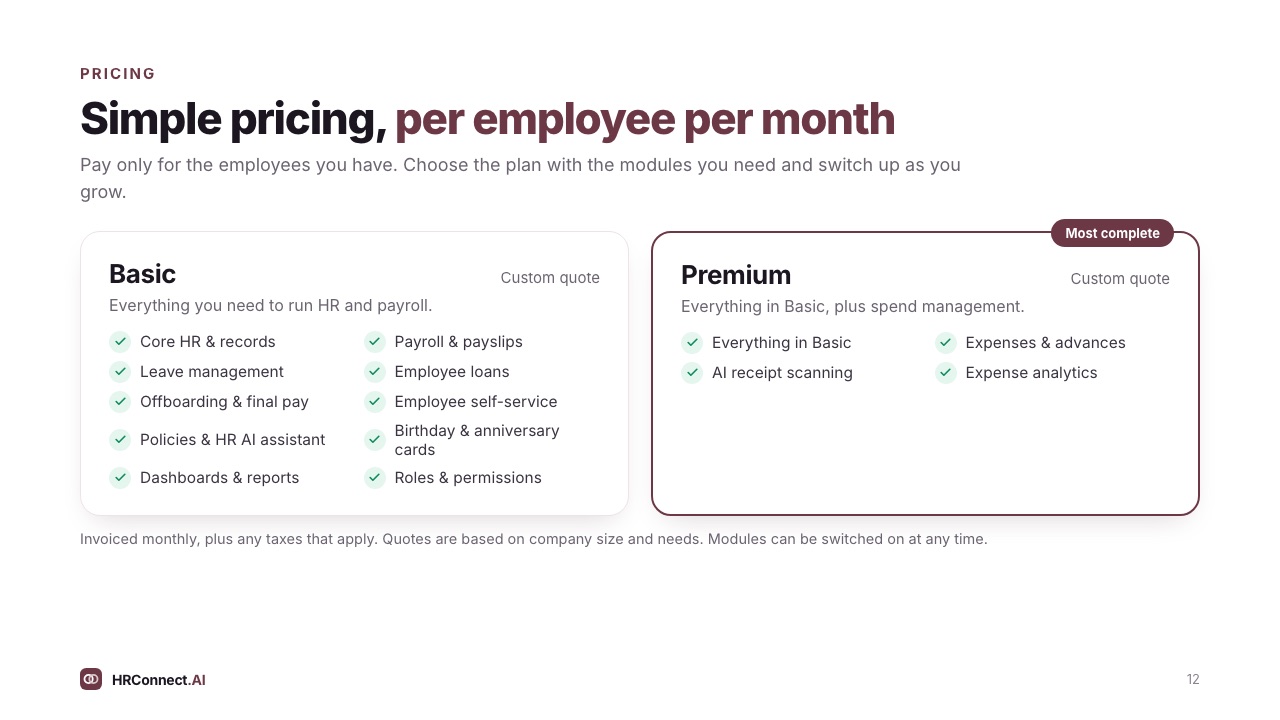 PRICING
Simple pricing, per employee per month
Pay only for the employees you have. Choose the plan with the modules you need and switch up as you
grow.
Basic
Custom quote
Everything you need to run HR and payroll.
Core HR & records
Payroll & payslips
Leave management
Employee loans
Offboarding & final pay
Employee self-service
Policies & HR AI assistant
Birthday & anniversary
cards
Dashboards & reports
Roles & permissions
Most complete
Premium
Custom quote
Everything in Basic, plus spend management.
Everything in Basic
Expenses & advances
AI receipt scanning
Expense analytics
Invoiced monthly, plus any taxes that apply. Quotes are based on company size and needs. Modules can be switched on at any time.
HRConnect.AI
12